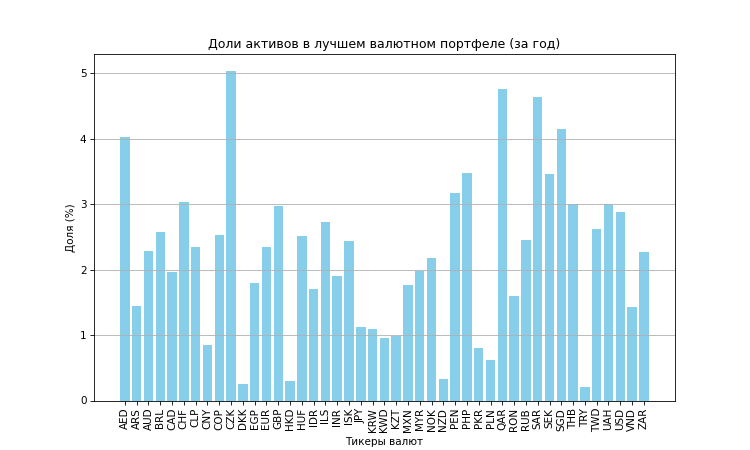 Доли активов в лучшем валютном портфеле (за год)
Доля (%)
5
4
3
2
1
0
AED ARS AUD BRL CAD CHF CLP CNY COP CZK DKK EGP EUR GBP HKD HUF IDR ILS INR ISK JPY KRW KWD KZT MXN MYR NOK NZD PEN PHP PKR PLN QAR RON RUB SAR SEK SGD THB TRY TWD UAH USD VND ZAR
Тикеры валют